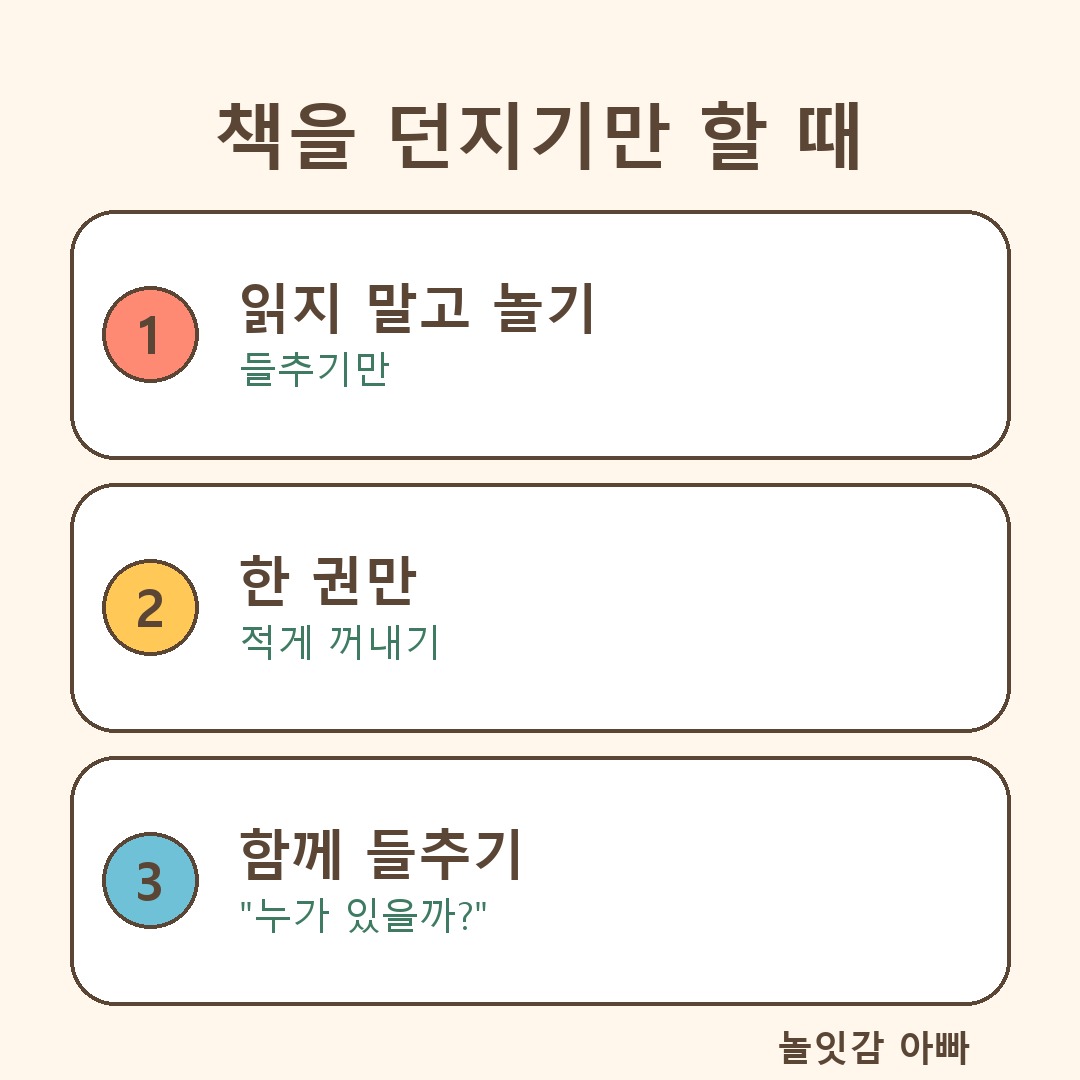 책을 던지기만 할 때
1
읽지 말고 놀기
들추기만
2
한 권만
적게 꺼내기
3
함께 들추기
"누가 있을까?"
놀잇감 아빠